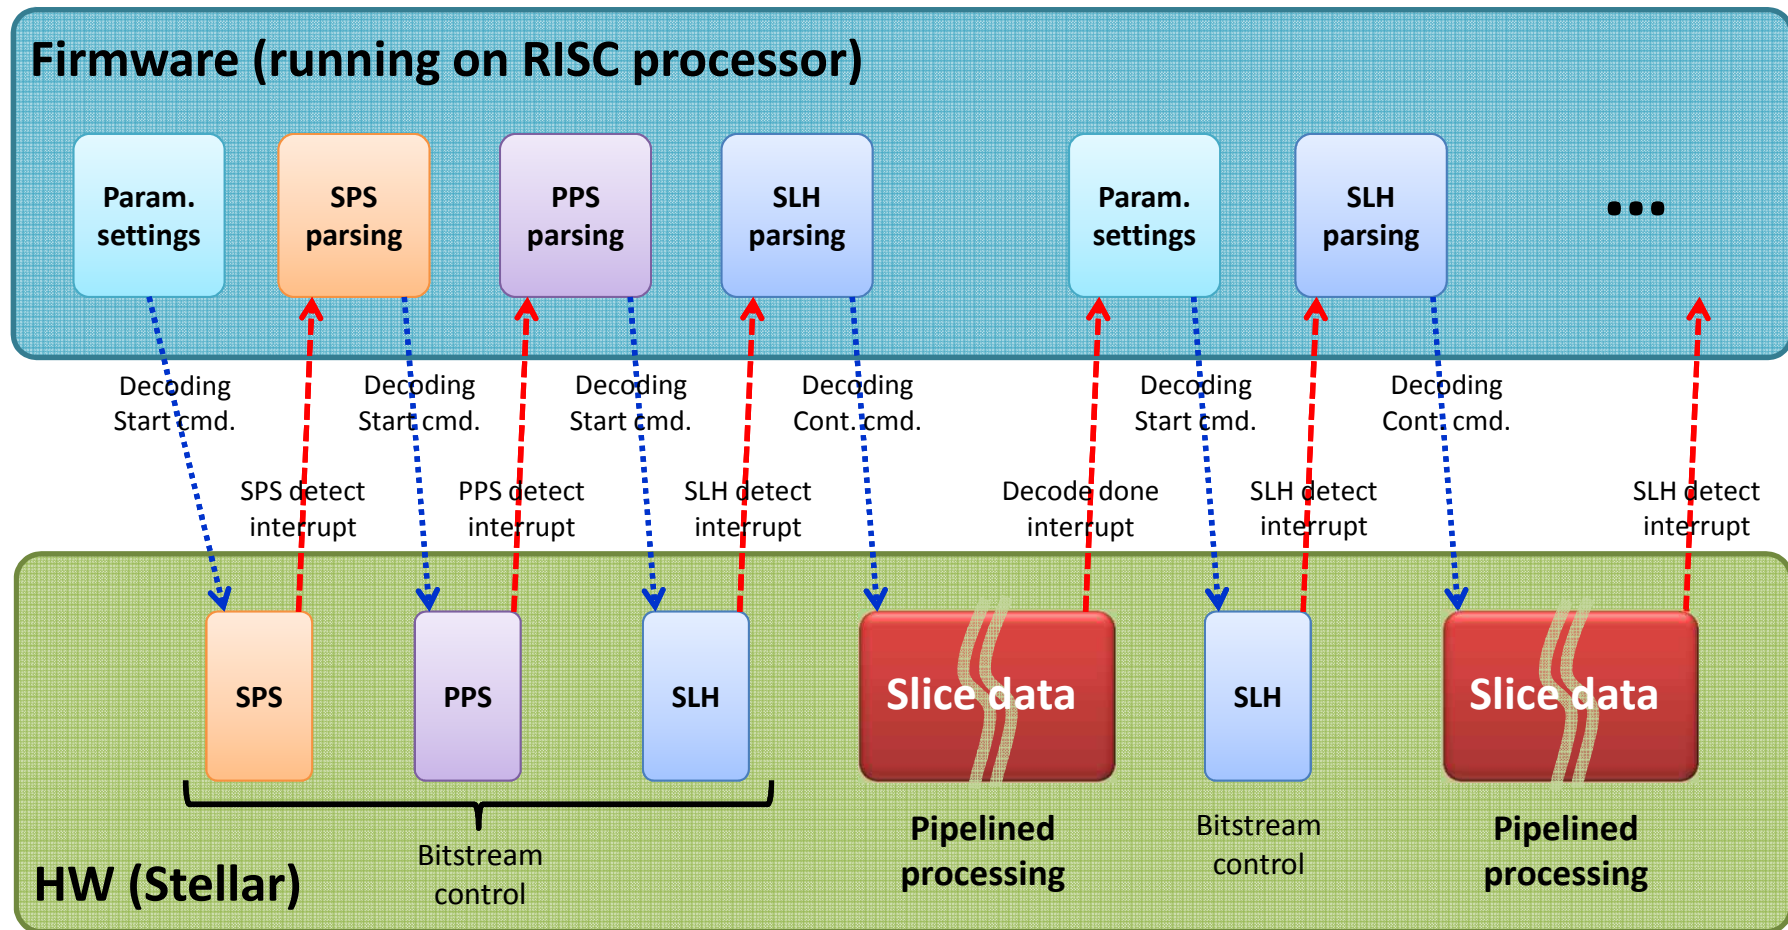 Firmware (running on RISC processor)
Param.
settings
SPS
parsing
PPS
parsing
SLH
parsing
Param.
settings
SLH
parsing
...
Decoding
Start cmd.
Decoding
Start cmd.
Decoding
Start cmd.
Decoding
Cont. cmd.
Decoding
Start cmd.
Decoding
Cont. cmd.
SPS detect
interrupt
PPS detect
interrupt
SLH detect
interrupt
Decode done
interrupt
SLH detect
interrupt
SLH detect
interrupt
SPS
PPS
SLH
Slice data
SLH
Slice data
Bitstream
control
Pipelined
processing
Bitstream
control
Pipelined
processing
HW (Stellar)